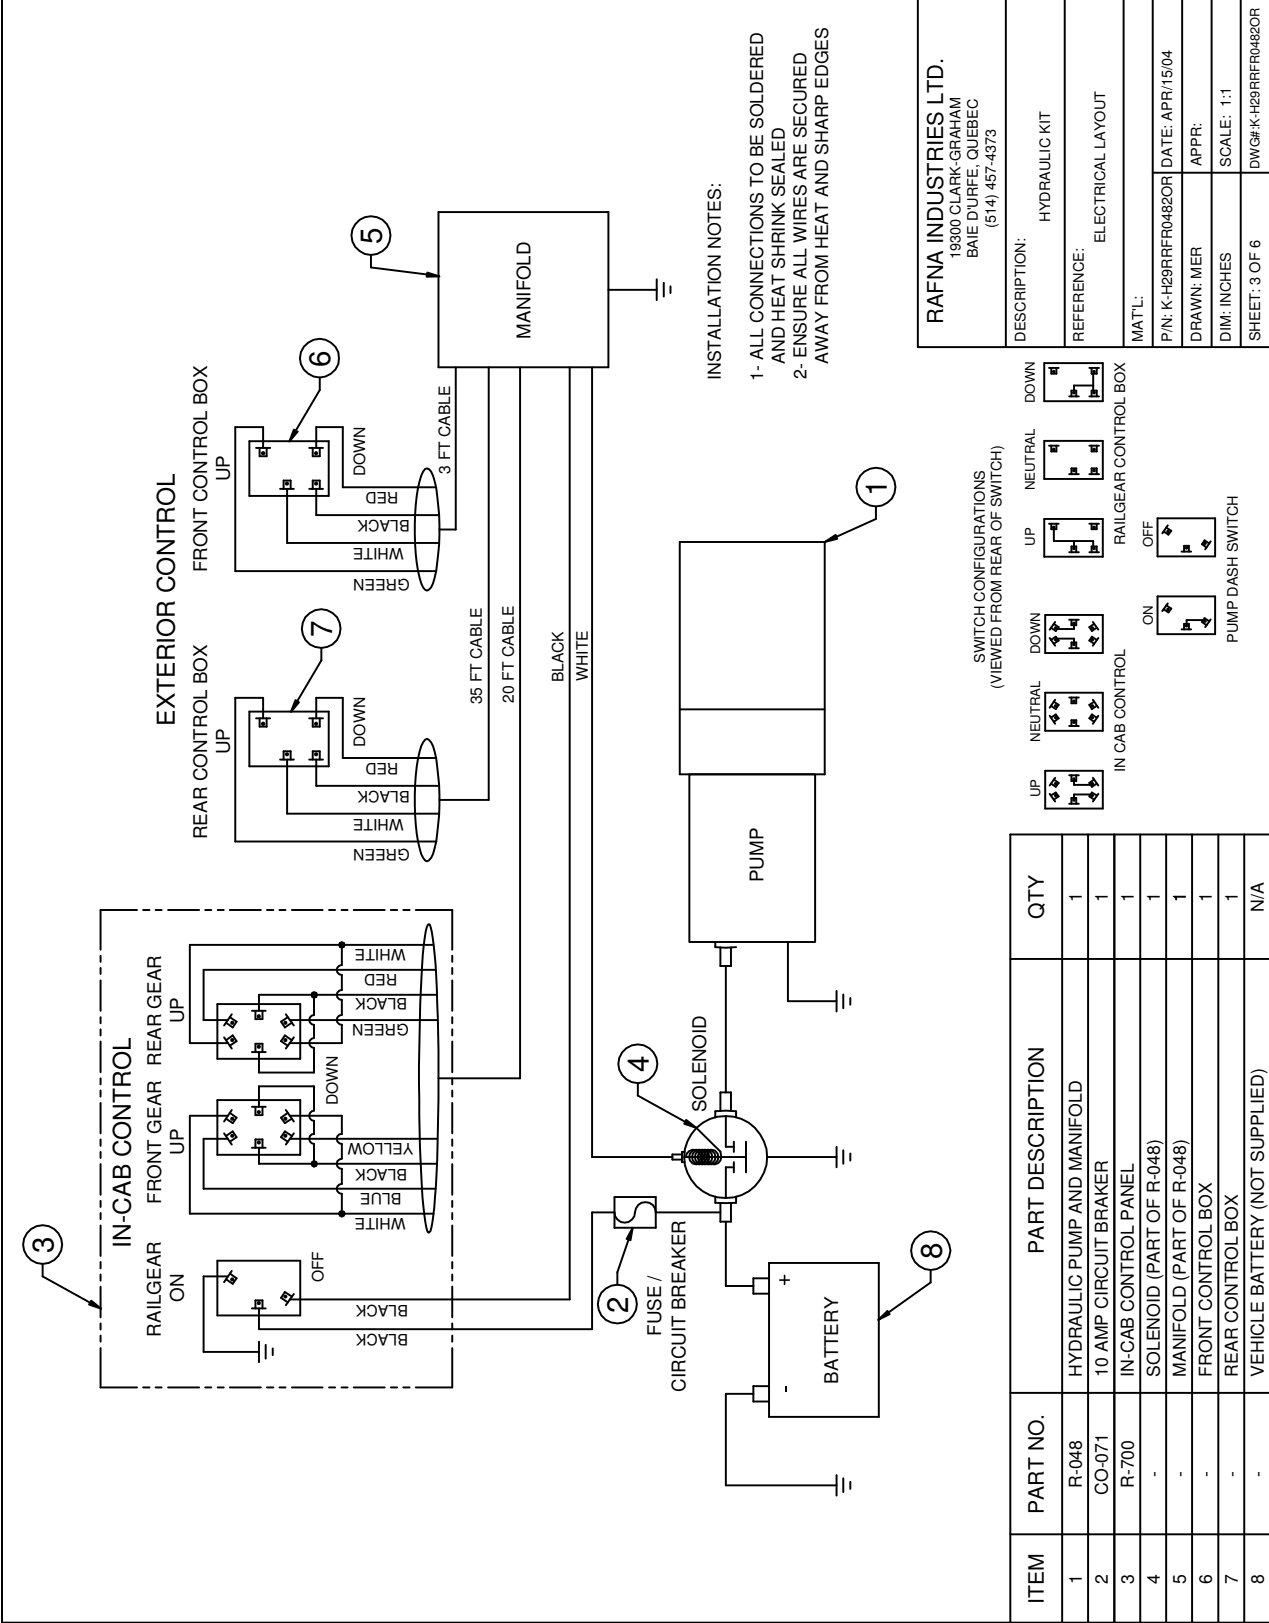 IN-CAB CONTROL
RAILGEAR
ON
OFF
FRONT GEAR
UP
REAR GEAR
UP
DOWN
BLACK
BLACK
WHITE
BLUE
BLACK
YELLOW
GREEN
BLACK
RED
WHITE
3
EXTERIOR CONTROL
REAR CONTROL BOX
UP
DOWN
GREEN
WHITE
BLACK
RED
7
FRONT CONTROL BOX
UP
DOWN
GREEN
WHITE
BLACK
RED
6
5
3 FT CABLE
35 FT CABLE
20 FT CABLE
BLACK
WHITE
MANIFOLD
2
FUSE /
CIRCUIT BREAKER
4
SOLENOID
PUMP
1
BATTERY
-
+
8
INSTALLATION NOTES:
1- ALL CONNECTIONS TO BE SOLDERED
AND HEAT SHRINK SEALED
2- ENSURE ALL WIRES ARE SECURED
AWAY FROM HEAT AND SHARP EDGES
SWITCH CONFIGURATIONS
(VIEWED FROM REAR OF SWITCH)
UP NEUTRAL DOWN
IN CAB CONTROL
UP NEUTRAL DOWN
RAILGEAR CONTROL BOX
ON OFF
PUMP DASH SWITCH
ITEM PART NO. PART DESCRIPTION QTY
1 R-048 HYDRAULIC PUMP AND MANIFOLD 1
2 CO-071 10 AMP CIRCUIT BRAKER 1
3 R-700 IN-CAB CONTROL PANEL 1
4 - SOLENOID (PART OF R-048) 1
5 - MANIFOLD (PART OF R-048) 1
6 - FRONT CONTROL BOX 1
7 - REAR CONTROL BOX 1
8 - VEHICLE BATTERY (NOT SUPPLIED) N/A
RAFNA INDUSTRIES LTD.
19300 CLARK-GRAHAM
BAIE D'URFE, QUEBEC
(514) 457-4373
DESCRIPTION:
HYDRAULIC KIT
REFERENCE:
ELECTRICAL LAYOUT
MAT'L:
P/N: K-H29RRFR0482OR DATE: APR/15/04
DRAWN: MER APPR:
DIM: INCHES SCALE: 1:1
SHEET: 3 OF 6 DWG#:K-H29RRFR0482OR